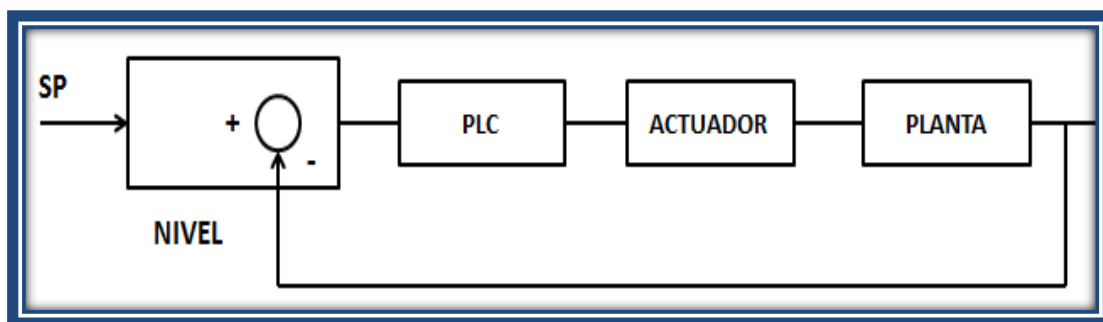 SP
+
-
PLC
ACTUADOR
PLANTA
NIVEL